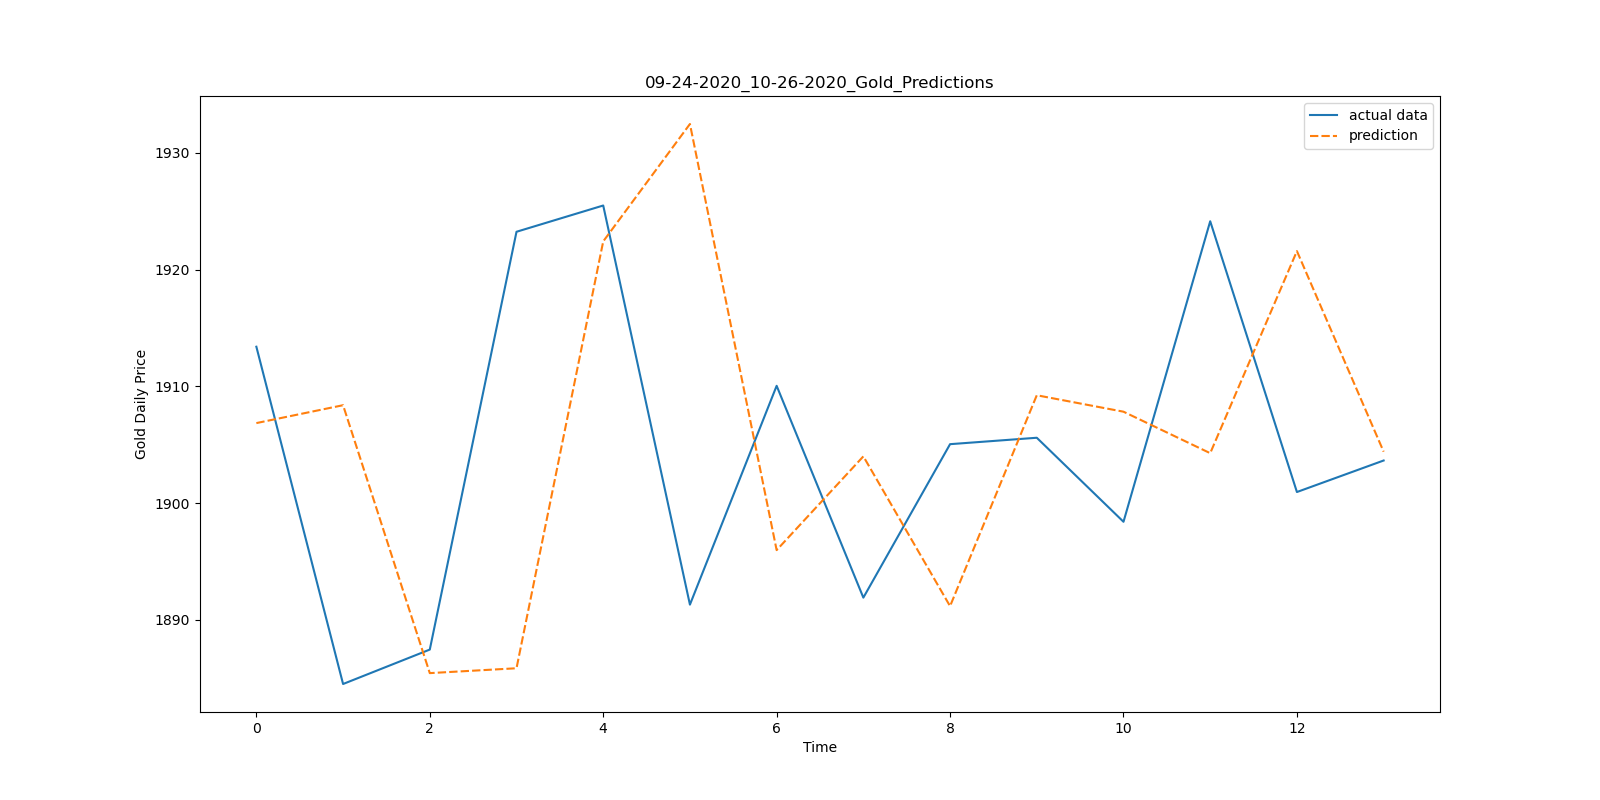 09-24-2020_10-26-2020_Gold_Predictions
actual data
prediction
Gold Daily Price
1930
1920
1910
1900
1890
0 2 4 6 8 10 12
Time